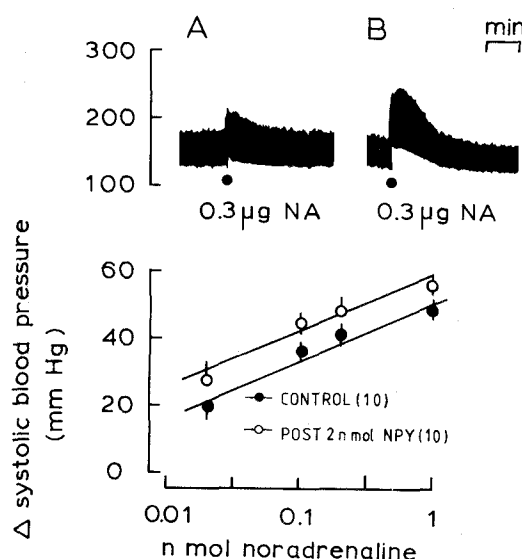 A B min
300
200
100
0.3 µg NA 0.3 µg NA
Δ systolic blood pressure
(mm Hg)
60
40
20
0
CONTROL (10)
POST 2 n mol NPY (10)
0.01 0.1 1
n mol noradrenaline